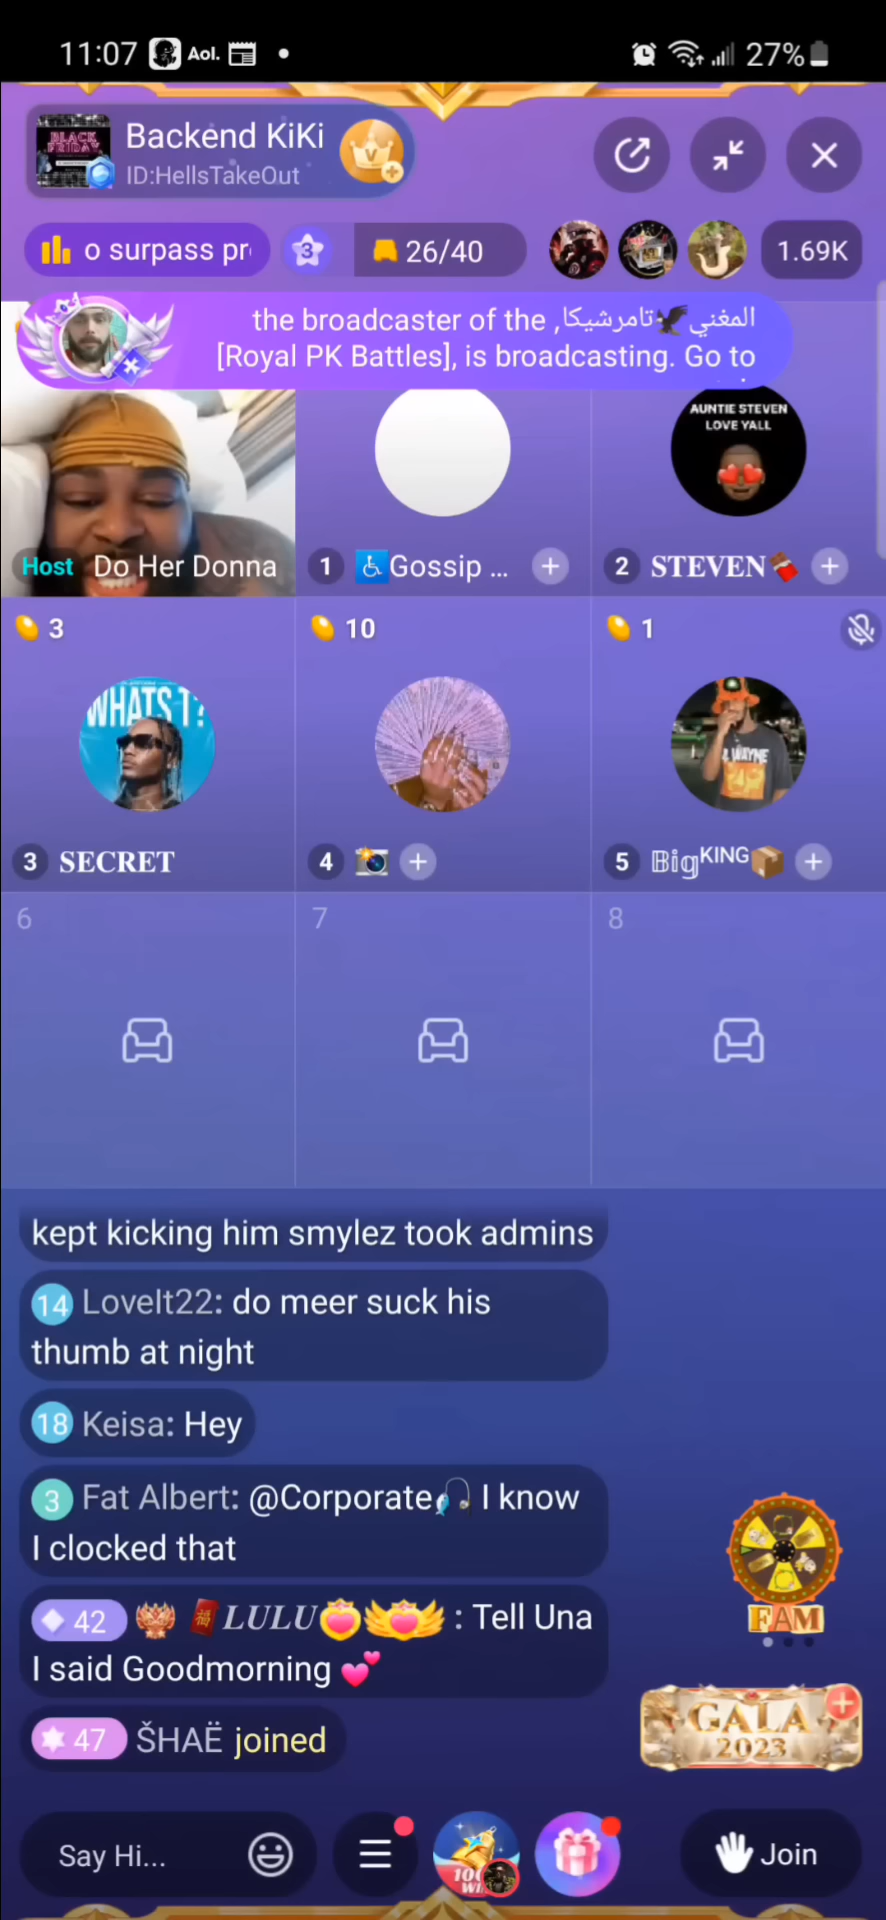 11:07 Aol. 27%
BLACK
FRIDAY
Backend KiKi
ID:HellsTakeOut
o surpass pr
3
26/40
1.69K
the broadcaster of the ,المغني🦅تامرشيكا
[Royal PK Battles], is broadcasting. Go to
AUNTIE STEVEN
LOVE YALL
Host Do Her Donna
1 ♿Gossip ... +
2 STEVEN🍫 +
3
10
1
WHATS T?
WAYNE
3 SECRET
4 📸 +
5 𝔹𝕚𝕘ᴷᴵᴺᴳ📦 +
6
7
8
kept kicking him smylez took admins
14 LoveIt22: do meer suck his
thumb at night
18 Keisa: Hey
3 Fat Albert: @Corporate🎣 I know
I clocked that
42 🧧LULU : Tell Una
I said Goodmorning 💕
47 ŠHAË joined
FAM
GALA
2023
Say Hi...
Join